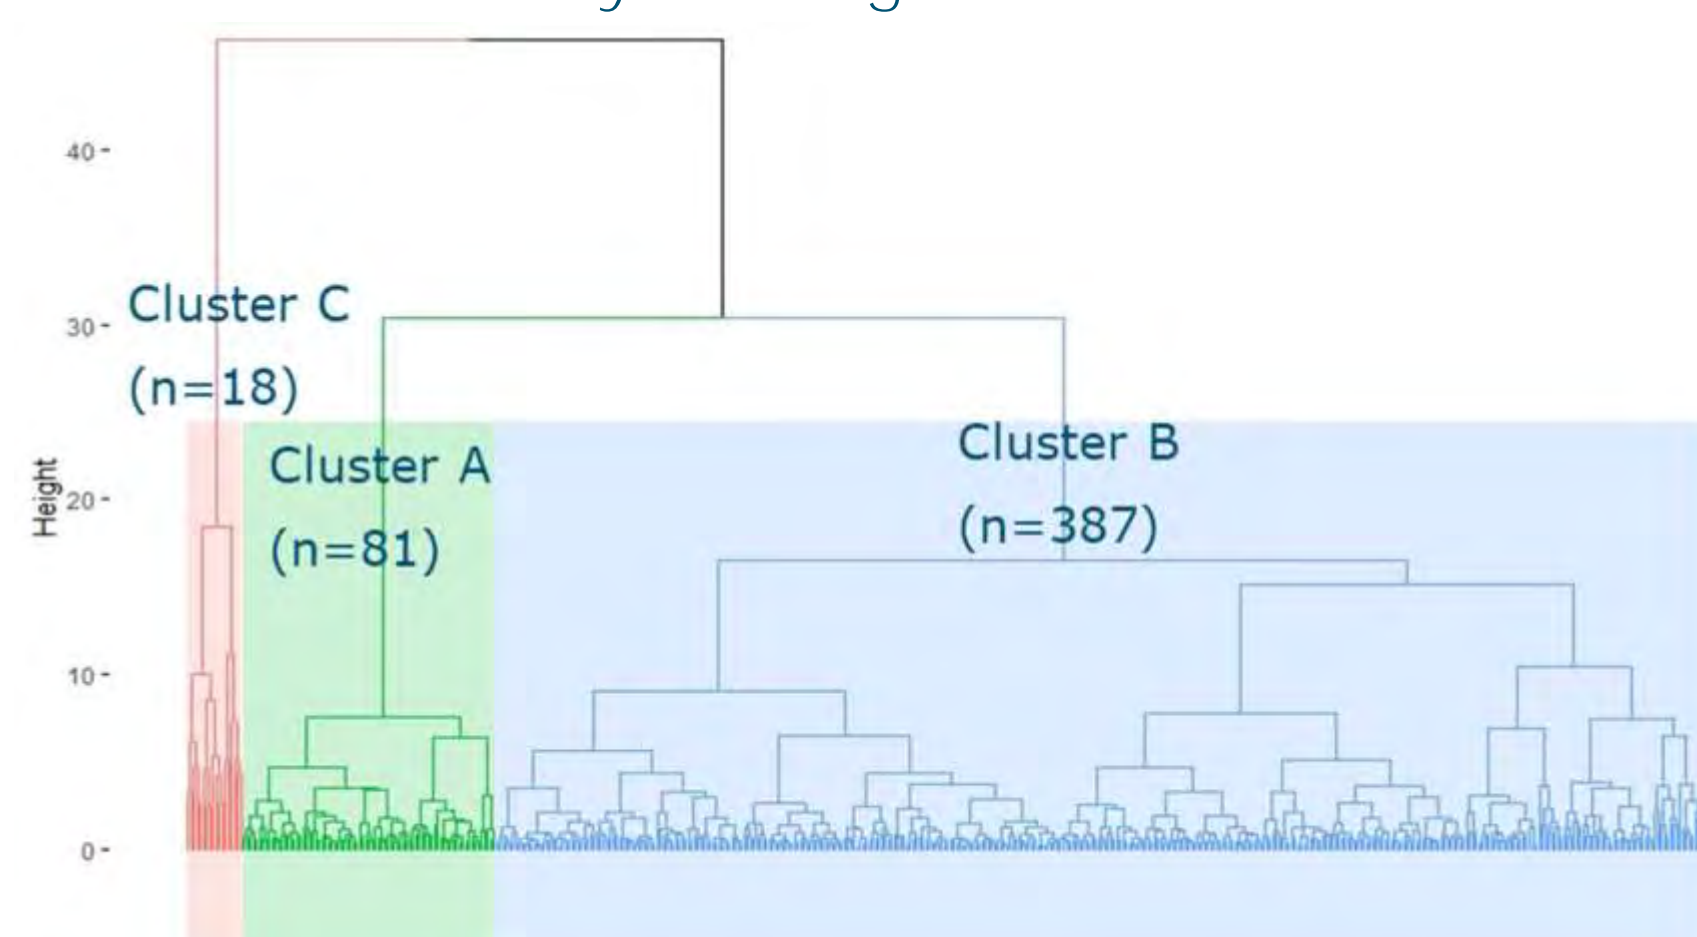 40
Cluster C
30
(n=18)
Cluster B
Cluster A
Height
20
(n=387)
(n=81)
10
0